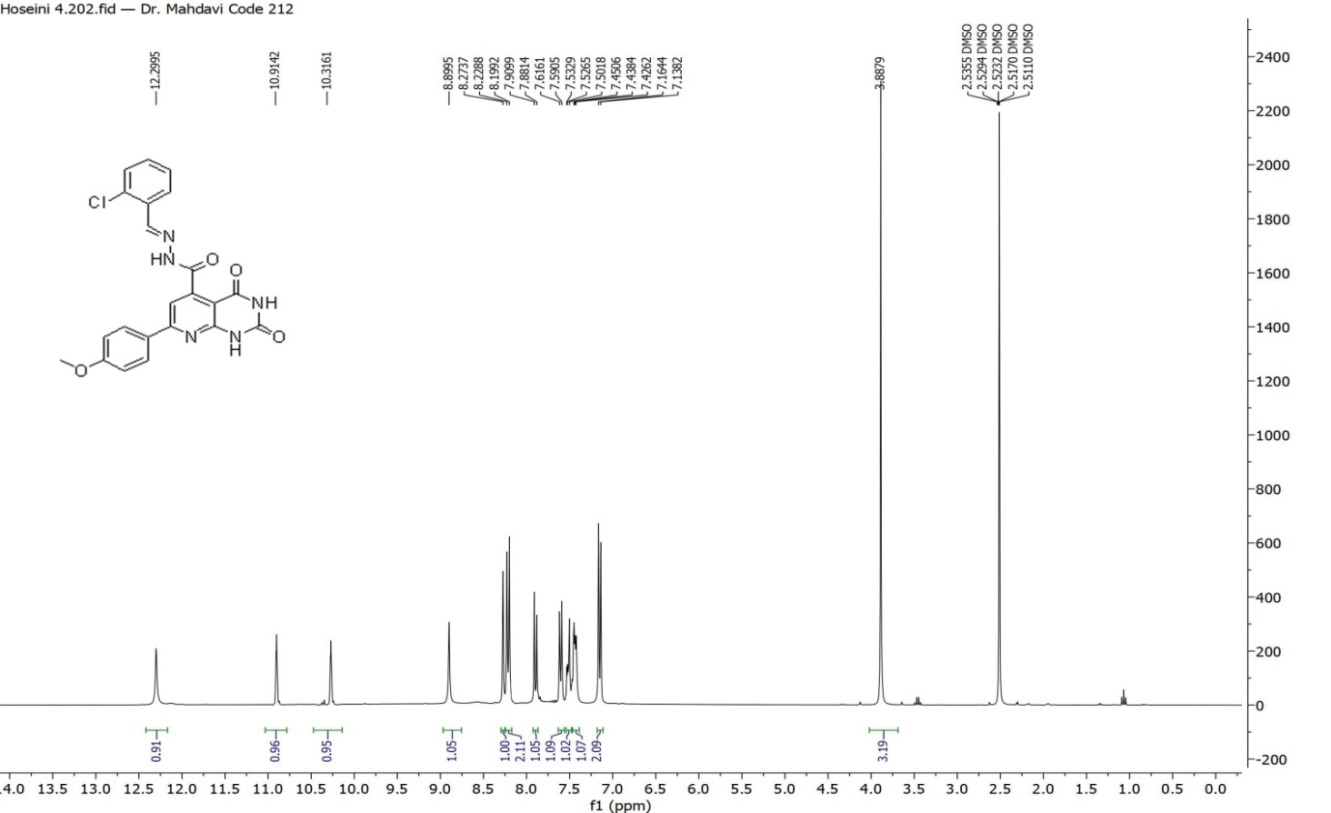 Hoseini 4.202.fid — Dr. Mahdavi Code 212
12.2995
10.9142
10.3161
8.8995
8.2737
8.2288
8.1992
7.9099
7.8814
7.6161
7.5905
7.5329
7.5265
7.5018
7.4506
7.4384
7.4262
7.1644
7.1382
3.8879
2.5355 DMSO
2.5294 DMSO
2.5232 DMSO
2.5170 DMSO
2.5110 DMSO
Cl
N
HN
O
O
NH
N
N
H
O
O
2400
2200
2000
1800
1600
1400
1200
1000
800
600
400
200
0
-200
0.91
0.96
0.95
1.05
1.00
2.11
1.05
1.09
1.02
1.07
2.09
3.19
4.0 13.5 13.0 12.5 12.0 11.5 11.0 10.5 10.0 9.5 9.0 8.5 8.0 7.5 7.0 6.5 6.0 5.5 5.0 4.5 4.0 3.5 3.0 2.5 2.0 1.5 1.0 0.5 0.0
f1 (ppm)